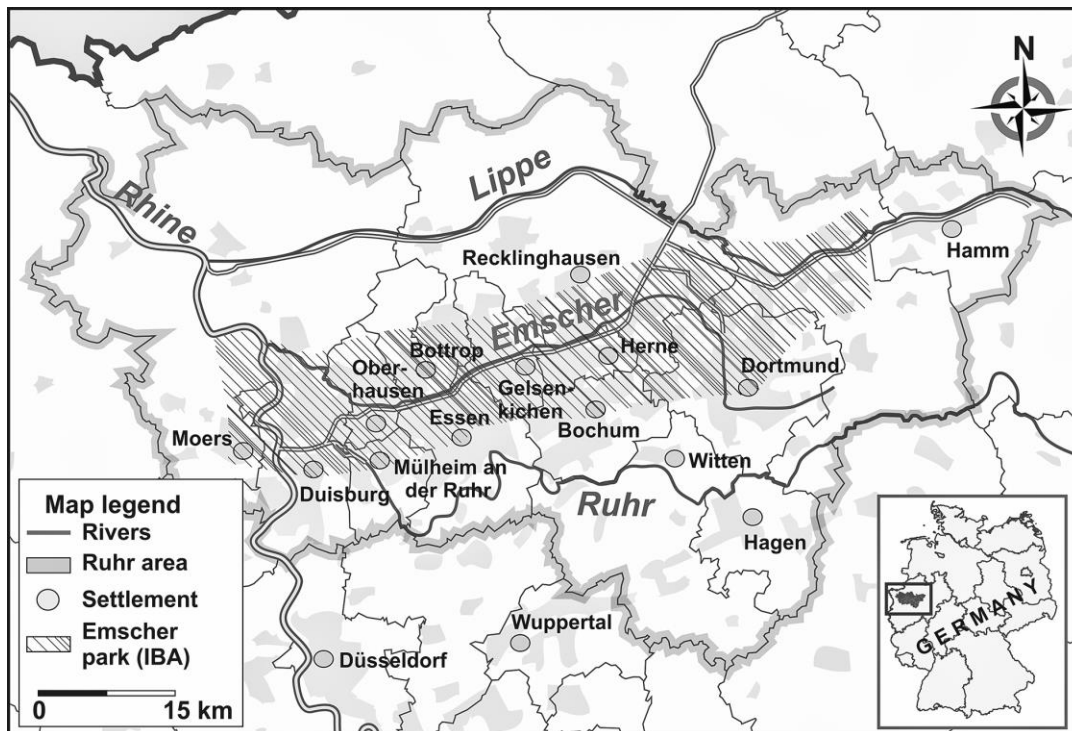 N
Rhine
Lippe
Hamm
Recklinghausen
Emscher
Bottrop
Herne
Ober-
hausen
Dortmund
Gelsen-
kichen
Essen
Bochum
Moers
Mülheim an
der Ruhr
Witten
Duisburg
Ruhr
Hagen
Map legend
Rivers
Ruhr area
Settlement
Emscher
park (IBA)
0 15 km
Wuppertal
Düsseldorf
GERMANY